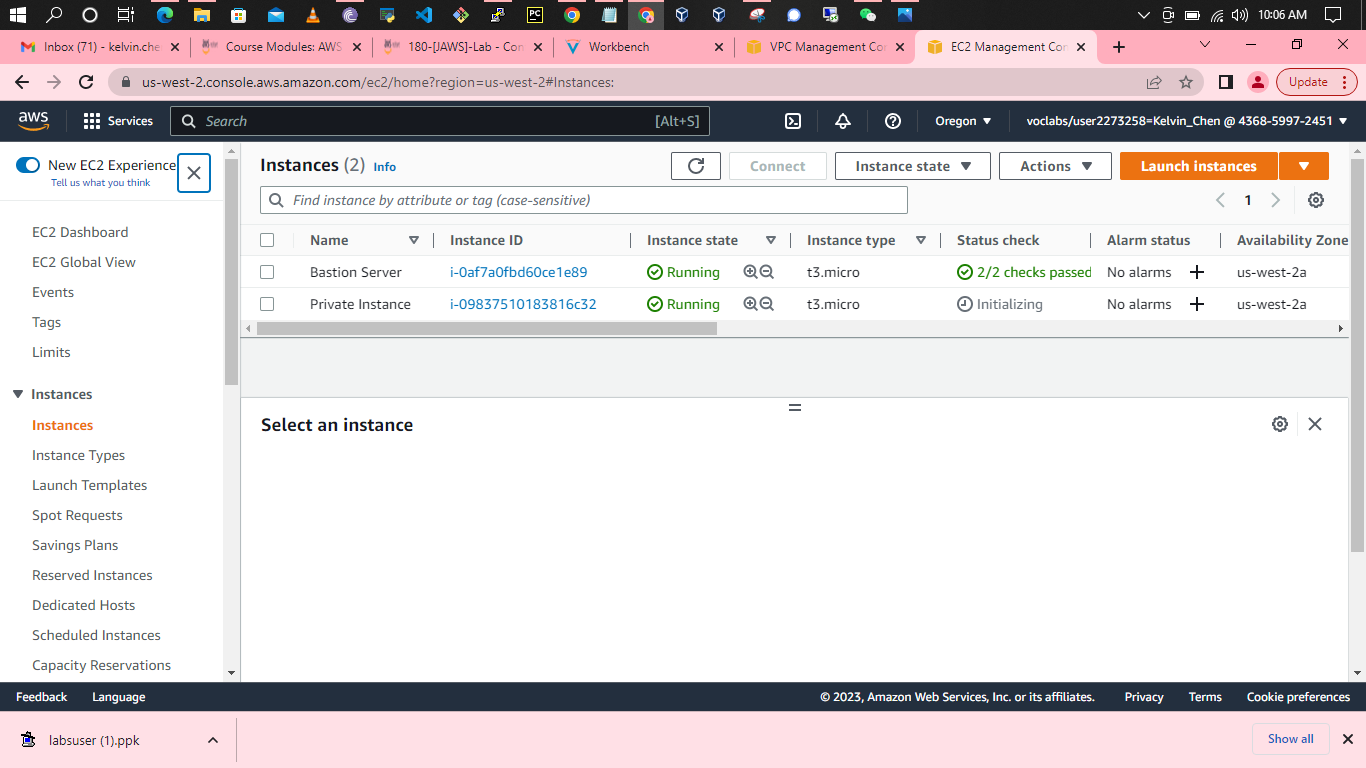 10:06 AM
Inbox (71) - kelvin.che
Course Modules: AWS
180-[JAWS]-Lab - Con
Workbench
VPC Management Con
EC2 Management Con
us-west-2.console.aws.amazon.com/ec2/home?region=us-west-2#Instances:
Update
aws
Services
Search
[Alt+S]
Oregon
voclabs/user2273258=Kelvin_Chen @ 4368-5997-2451
New EC2 Experience
Tell us what you think
EC2 Dashboard
EC2 Global View
Events
Tags
Limits
Instances
Instances
Instance Types
Launch Templates
Spot Requests
Savings Plans
Reserved Instances
Dedicated Hosts
Scheduled Instances
Capacity Reservations
Instances (2) Info
Connect
Instance state
Actions
Launch instances
Find instance by attribute or tag (case-sensitive)
1
Name Instance ID Instance state Instance type Status check Alarm status Availability Zone
Bastion Server i-0af7a0fbd60ce1e89 Running t3.micro 2/2 checks passed No alarms us-west-2a
Private Instance i-09837510183816c32 Running t3.micro Initializing No alarms us-west-2a
Select an instance
Feedback Language © 2023, Amazon Web Services, Inc. or its affiliates. Privacy Terms Cookie preferences
labsuser (1).ppk
Show all